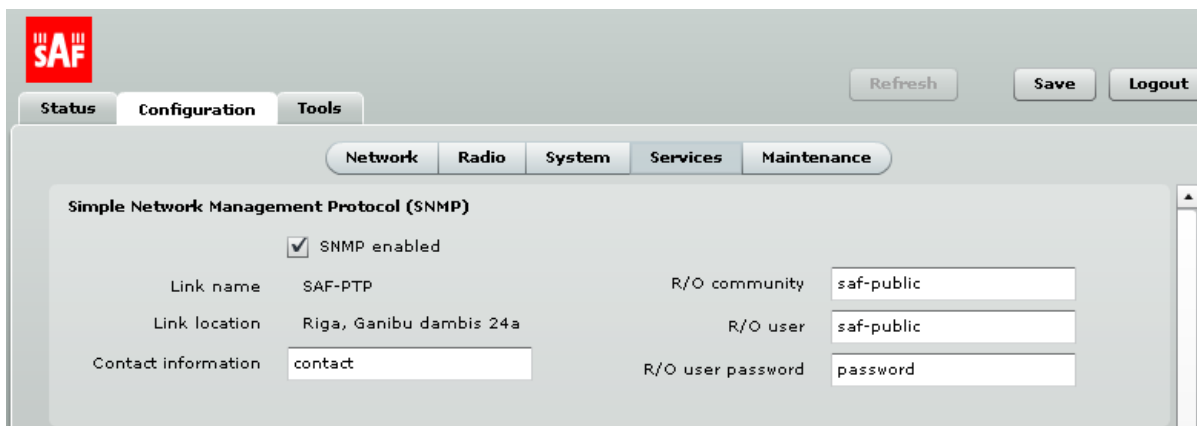 SAF
Refresh Save Logout
Status Configuration Tools
Network Radio System Services Maintenance
Simple Network Management Protocol (SNMP)
SNMP enabled
Link name SAF-PTP R/O community saf-public
Link location Riga, Ganibu dambis 24a R/O user saf-public
Contact information contact R/O user password password